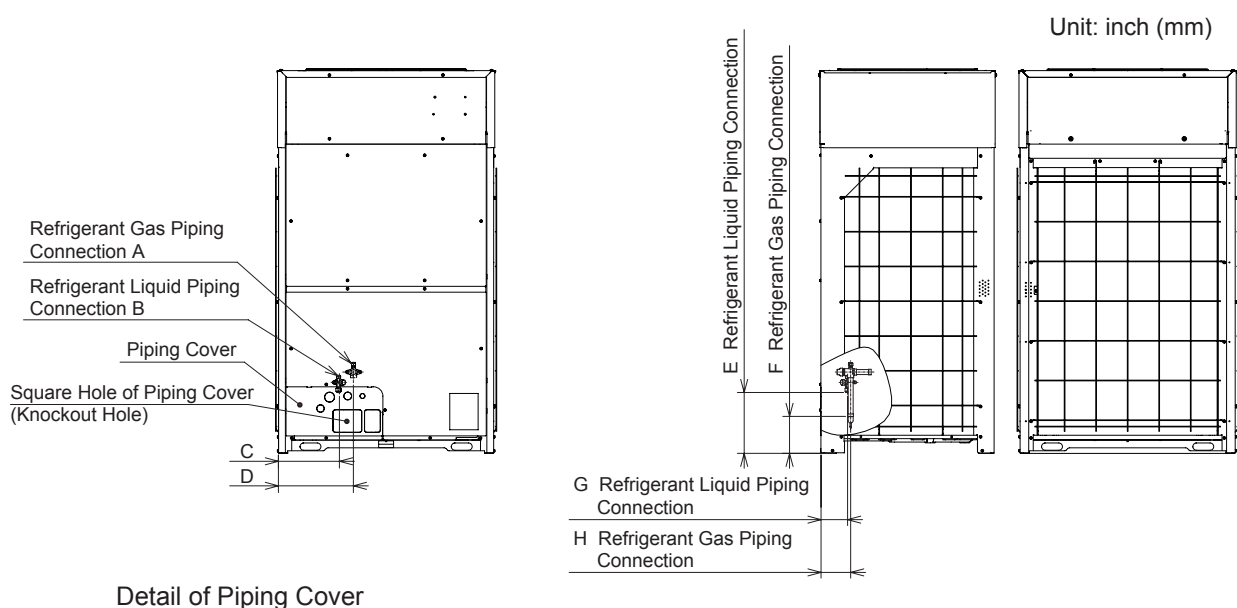 Unit: inch (mm)
Refrigerant Gas Piping
Connection A
Refrigerant Liquid Piping
Connection B
Piping Cover
Square Hole of Piping Cover
(Knockout Hole)
C
D
E Refrigerant Liquid Piping Connection
F Refrigerant Gas Piping Connection
G Refrigerant Liquid Piping
Connection
H Refrigerant Gas Piping
Connection
Detail of Piping Cover